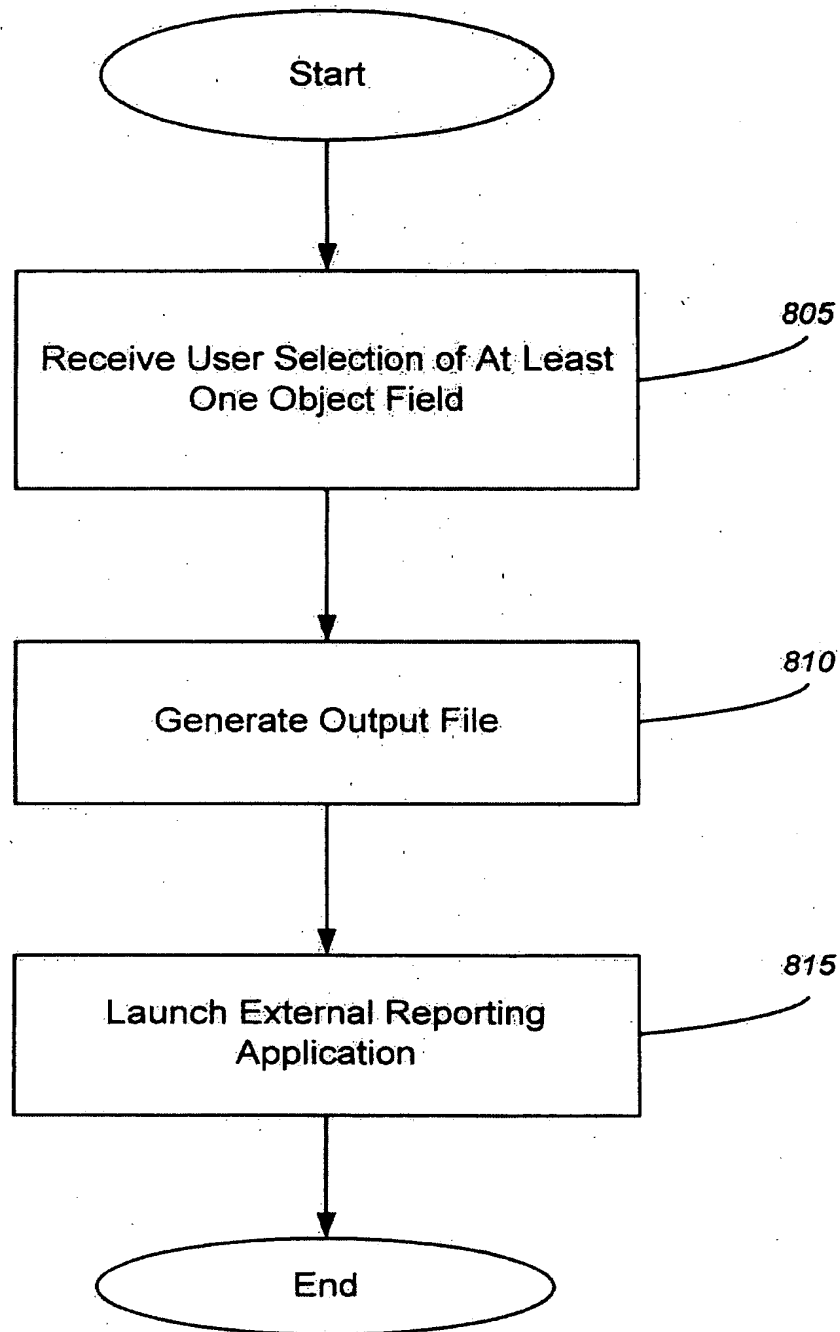 Start
Receive User Selection of At Least
One Object Field
805
Generate Output File
810
Launch External Reporting
Application
815
End